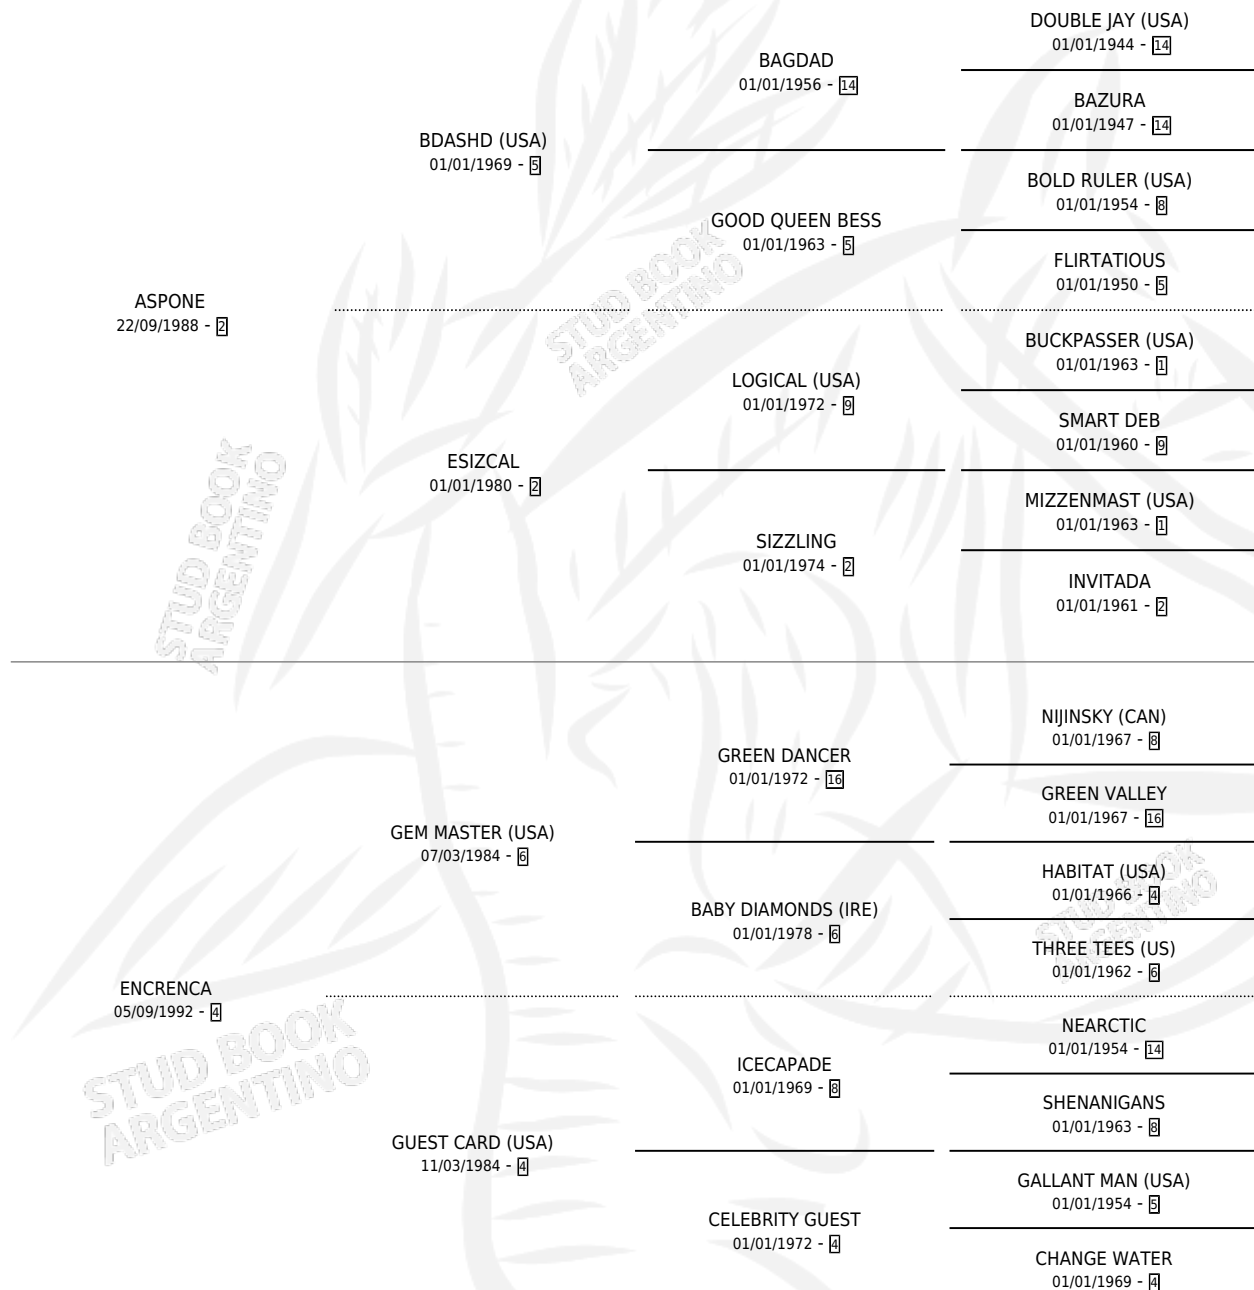 DOUBLE JAY (USA)
01/01/1944 - 14
BAGDAD
01/01/1956 - 14
BAZURA
01/01/1947 - 14
BDASHD (USA)
01/01/1969 - 5
BOLD RULER (USA)
01/01/1954 - 8
GOOD QUEEN BESS
01/01/1963 - 5
FLIRTATIOUS
01/01/1950 - 5
ASPONE
22/09/1988 - 2
BUCKPASSER (USA)
01/01/1963 - 1
LOGICAL (USA)
01/01/1972 - 9
SMART DEB
01/01/1960 - 9
ESIZCAL
01/01/1980 - 2
MIZZENMAST (USA)
01/01/1963 - 1
SIZZLING
01/01/1974 - 2
INVITADA
01/01/1961 - 2
STUD BOOK
ARGENTINO
STUD BOOK
ARGENTINO
NIJINSKY (CAN)
01/01/1967 - 8
GREEN DANCER
01/01/1972 - 16
GREEN VALLEY
01/01/1967 - 16
GEM MASTER (USA)
07/03/1984 - 6
HABITAT (USA)
01/01/1966 - 4
BABY DIAMONDS (IRE)
01/01/1978 - 6
THREE TEES (US)
01/01/1962 - 6
ENCRENCA
05/09/1992 - 4
NEARCTIC
01/01/1954 - 14
ICECAPADE
01/01/1969 - 8
SHENANIGANS
01/01/1963 - 8
GUEST CARD (USA)
11/03/1984 - 4
GALLANT MAN (USA)
01/01/1954 - 5
CELEBRITY GUEST
01/01/1972 - 4
CHANGE WATER
01/01/1969 - 4
STUD BOOK
ARGENTINO
STUD BOOK
ARGENTINO